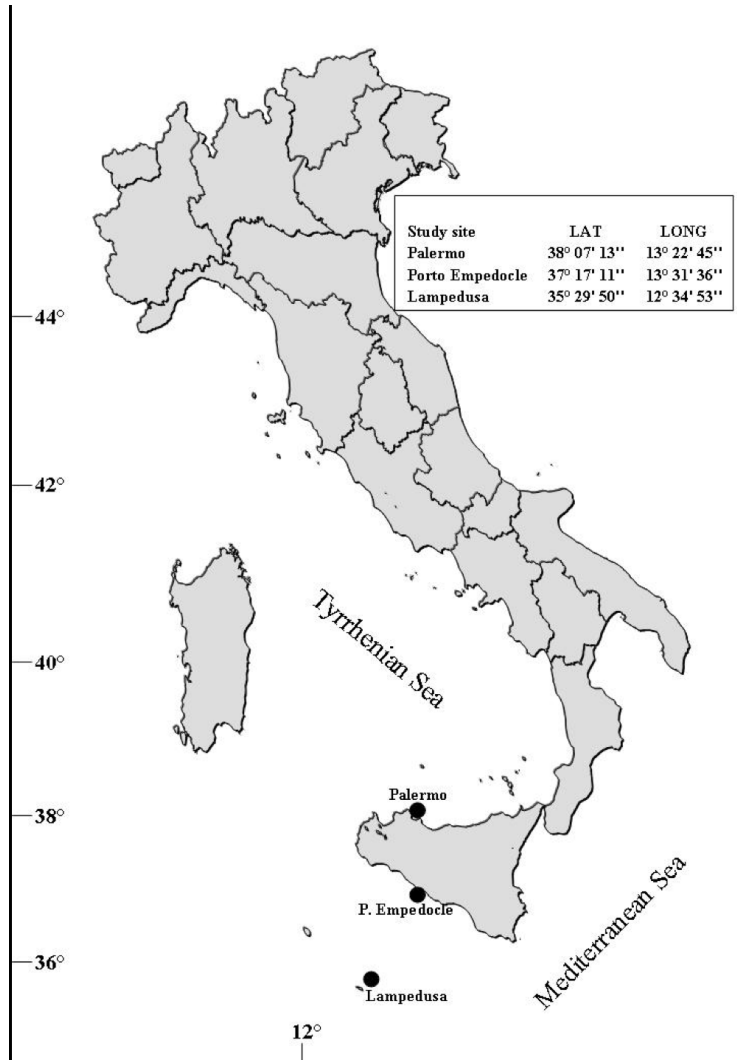 Study site LAT LONG
Palermo 38° 07' 13'' 13° 22' 45''
Porto Empedocle 37° 17' 11'' 13° 31' 36''
Lampedusa 35° 29' 50'' 12° 34' 53''
44°
42°
Tyrrhenian Sea
40°
Palermo
38°
P. Empedocle
Mediterranean Sea
36°
Lampedusa
12°